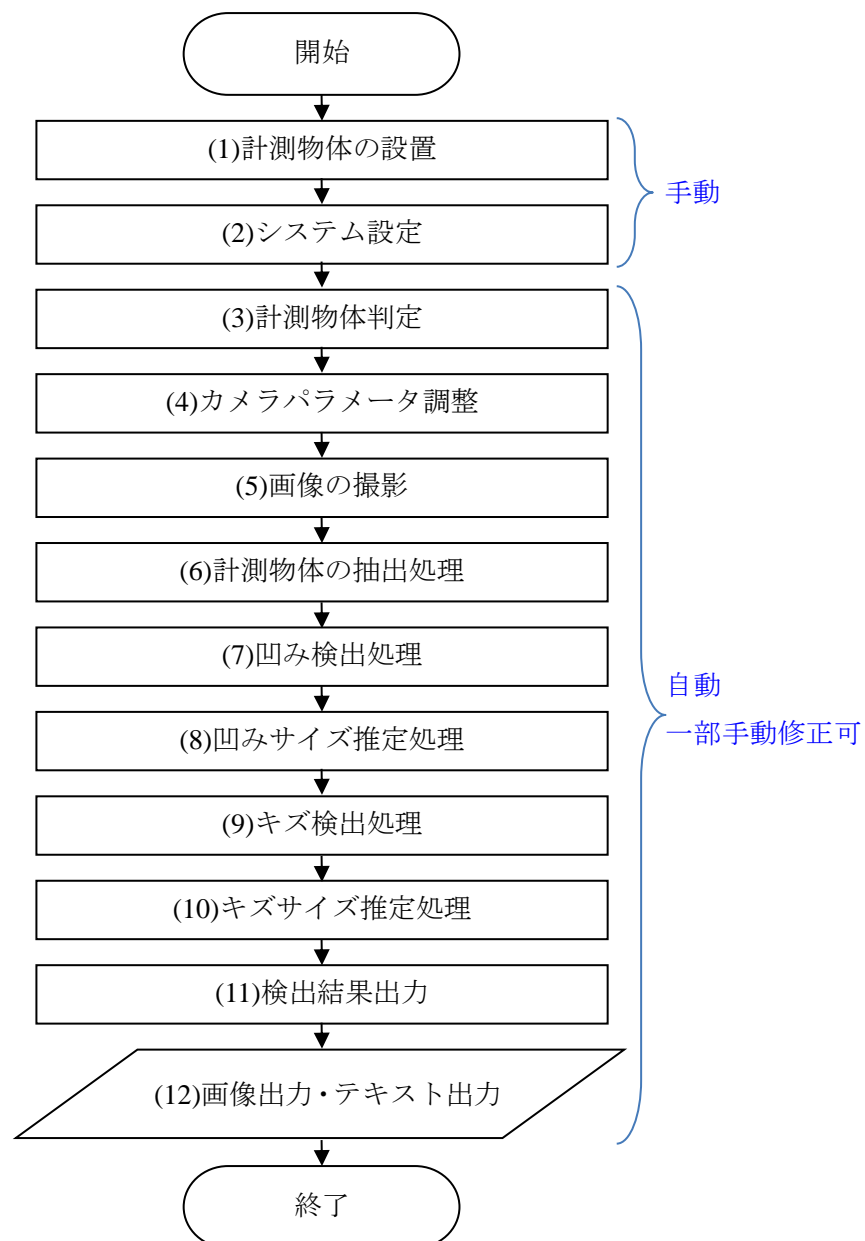 開始
(1)計測物体の設置
(2)システム設定
手動
(3)計測物体判定
(4)カメラパラメータ調整
(5)画像の撮影
(6)計測物体の抽出処理
(7)凹み検出処理
(8)凹みサイズ推定処理
(9)キズ検出処理
(10)キズサイズ推定処理
(11)検出結果出力
(12)画像出力・テキスト出力
自動
一部手動修正可
終了